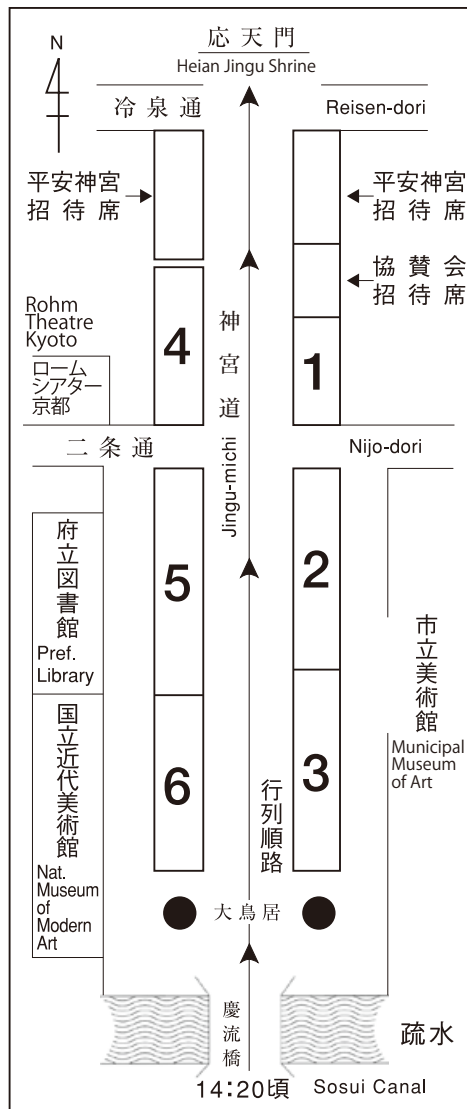 応天門
Heian Jingu Shrine
N
冷泉通
Reisen-dori
平安神宮
招待席
平安神宮
招待席
協賛会
招待席
Rohm
Theatre
Kyoto
ローム
シアター
京都
4
神宮道
Jingu-michi
1
二条通
Nijo-dori
府立図書館
Pref.
Library
5
2
市立美術館
Municipal
Museum
of Art
国立近代美術館
Nat.
Museum
of
Modern
Art
6
3
行列順路
大鳥居
慶流橋
疏水
14:20頃
Sosui Canal